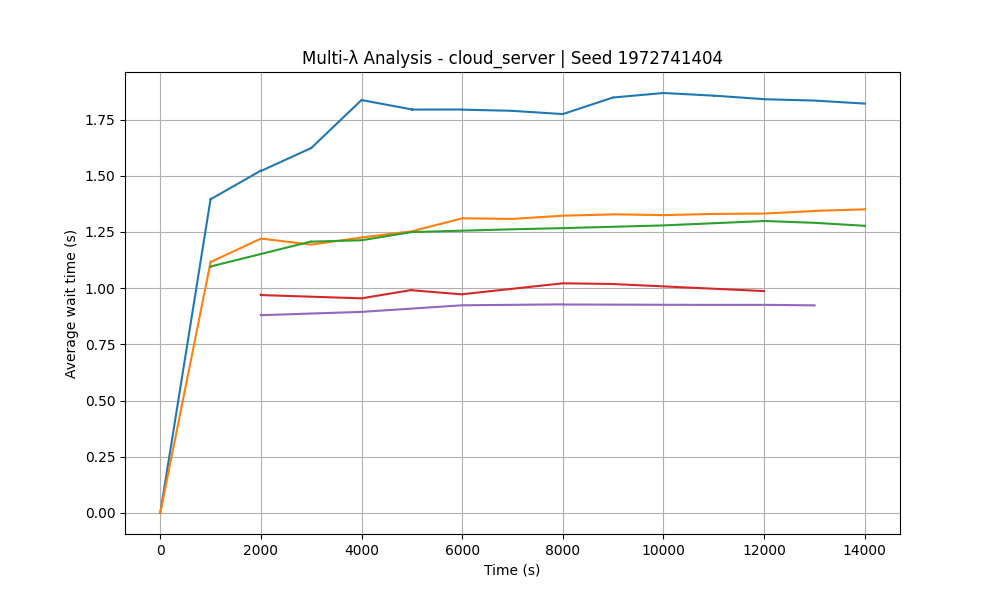 Multi-λ Analysis - cloud_server | Seed 1972741404
Average wait time (s)
1.75
1.50
1.25
1.00
0.75
0.50
0.25
0.00
0 2000 4000 6000 8000 10000 12000 14000
Time (s)